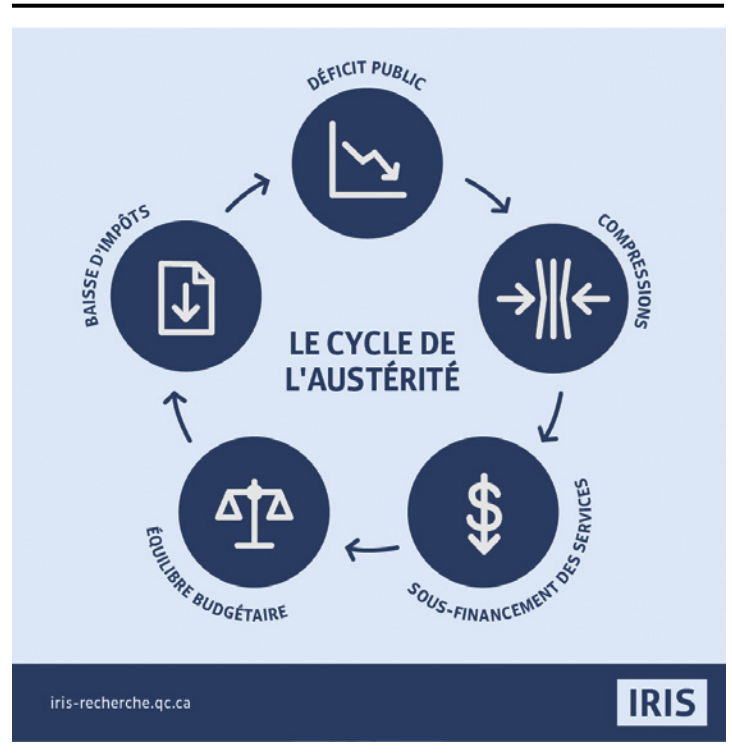 DÉFICIT PUBLIC
COMPRESSIONS
SOUS-FINANCEMENT DES SERVICES
ÉQUILIBRE BUDGÉTAIRE
BAISSE D'IMPÔTS
LE CYCLE DE
L'AUSTÉRITÉ
$
iris-recherche.qc.ca
IRIS